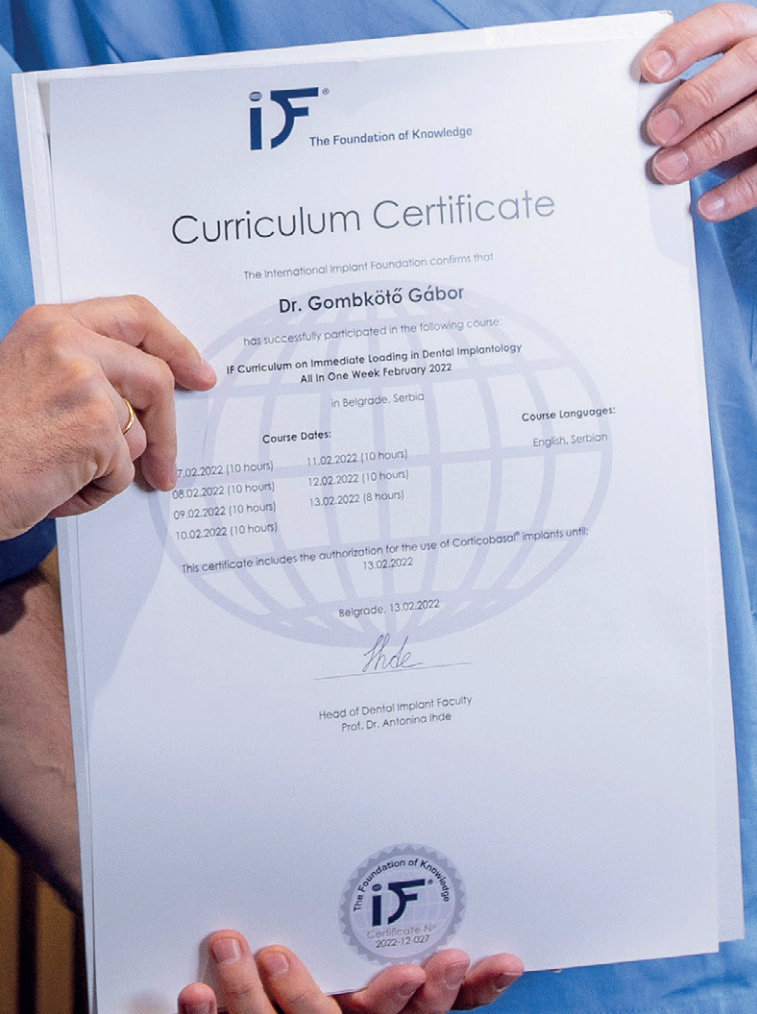 iF®
The Foundation of Knowledge
Curriculum Certificate
The International Implant Foundation confirms that
Dr. Gombkötő Gábor
has successfully participated in the following course:
IF Curriculum on Immediate Loading in Dental Implantology
All in One Week February 2022
in Belgrade, Serbia
Course Dates:
7.02.2022 (10 hours)
08.02.2022 (10 hours)
09.02.2022 (10 hours)
10.02.2022 (10 hours)
11.02.2022 (10 hours)
12.02.2022 (10 hours)
13.02.2022 (8 hours)
Course Languages:
English, Serbian
This certificate includes the authorization for the use of Corticobasal® implants until:
13.02.2022
Belgrade, 13.02.2022
Ihde
Head of Dental Implant Faculty
Prof. Dr. Antonina Ihde
The Foundation of Knowledge
iF®
Certificate N°
2022-12-027